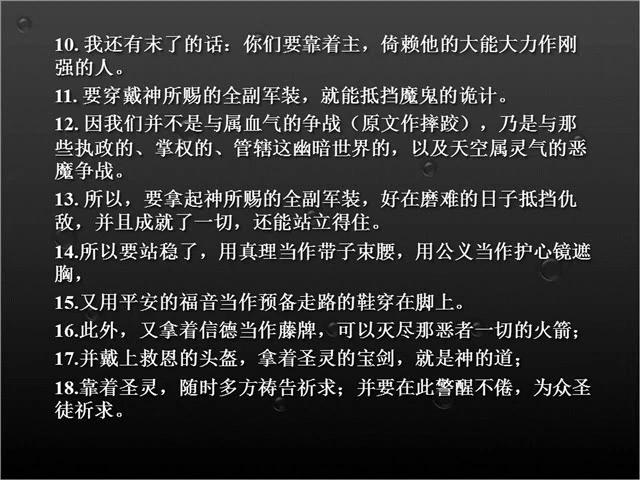 10. 我还有末了的话：你们要靠着主，倚赖他的大能大力作刚
强的人。
11. 要穿戴神所赐的全副军装，就能抵挡魔鬼的诡计。
12. 因我们并不是与属血气的争战（原文作摔跤），乃是与那
些执政的、掌权的、管辖这幽暗世界的，以及天空属灵气的恶
魔争战。
13. 所以，要拿起神所赐的全副军装，好在磨难的日子抵挡仇
敌，并且成就了一切，还能站立得住。
14.所以要站稳了，用真理当作带子束腰，用公义当作护心镜遮
胸，
15.又用平安的福音当作预备走路的鞋穿在脚上。
16.此外，又拿着信德当作藤牌，可以灭尽那恶者一切的火箭；
17.并戴上救恩的头盔，拿着圣灵的宝剑，就是神的道；
18.靠着圣灵，随时多方祷告祈求；并要在此警醒不倦，为众圣
徒祈求。